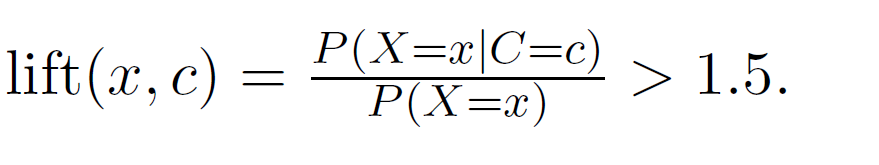 lift(x, c) = P(X=x|C=c) / P(X=x) > 1.5.